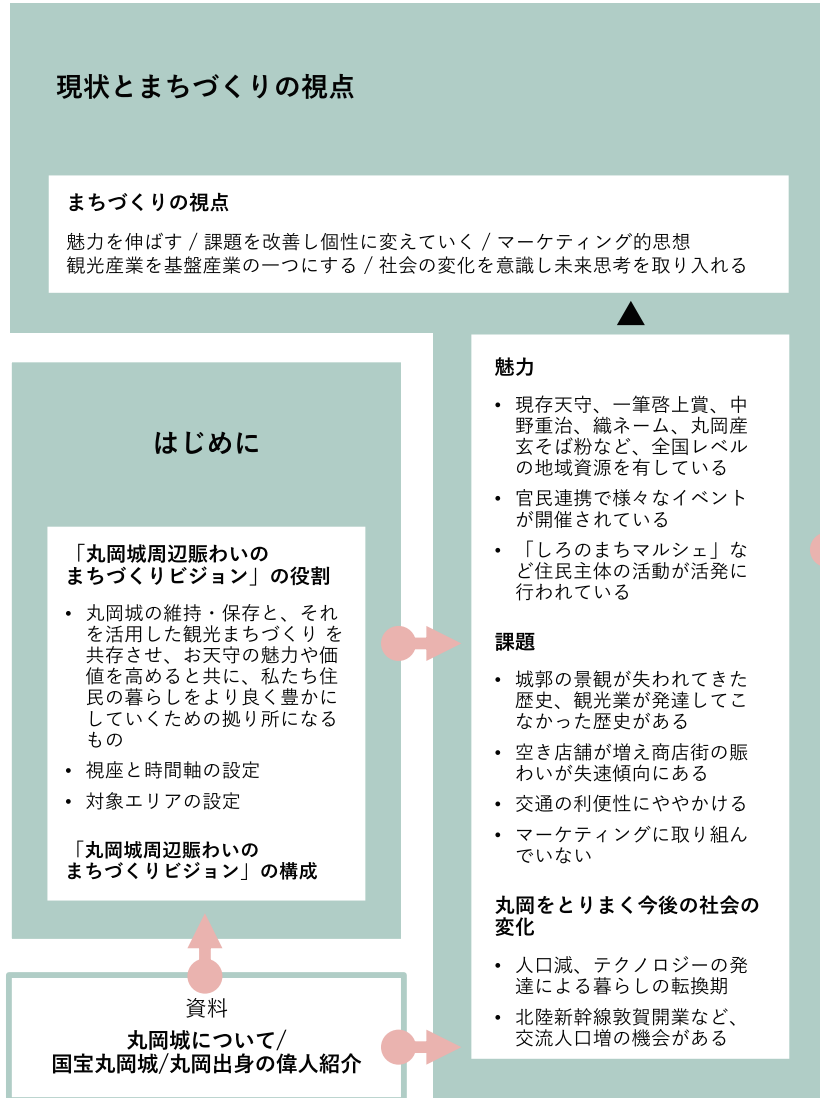 現状とまちづくりの視点
まちづくりの視点
魅力を伸ばす / 課題を改善し個性に変えていく / マーケティング的思想
観光産業を基盤産業の一つにする / 社会の変化を意識し未来思考を取り入れる
はじめに
「丸岡城周辺賑わいの
まちづくりビジョン」の役割
• 丸岡城の維持・保存と、それ
を活用した観光まちづくり を
共存させ、お天守の魅力や価
値を高めると共に、私たち住
民の暮らしをより良く豊かに
していくための拠り所になる
もの
• 視座と時間軸の設定
• 対象エリアの設定
「丸岡城周辺賑わいの
まちづくりビジョン」の構成
魅力
• 現存天守、一筆啓上賞、中
野重治、織ネーム、丸岡産
玄そば粉など、全国レベル
の地域資源を有している
• 官民連携で様々なイベント
が開催されている
• 「しろのまちマルシェ」な
ど住民主体の活動が活発に
行われている
課題
• 城郭の景観が失われてきた
歴史、観光業が発達してこ
なかった歴史がある
• 空き店舗が増え商店街の賑
わいが失速傾向にある
• 交通の利便性にややかける
• マーケティングに取り組ん
でいない
丸岡をとりまく今後の社会の
変化
• 人口減、テクノロジーの発
達による暮らしの転換期
• 北陸新幹線敦賀開業など、
交流人口増の機会がある
資料
丸岡城について/
国宝丸岡城/丸岡出身の偉人紹介